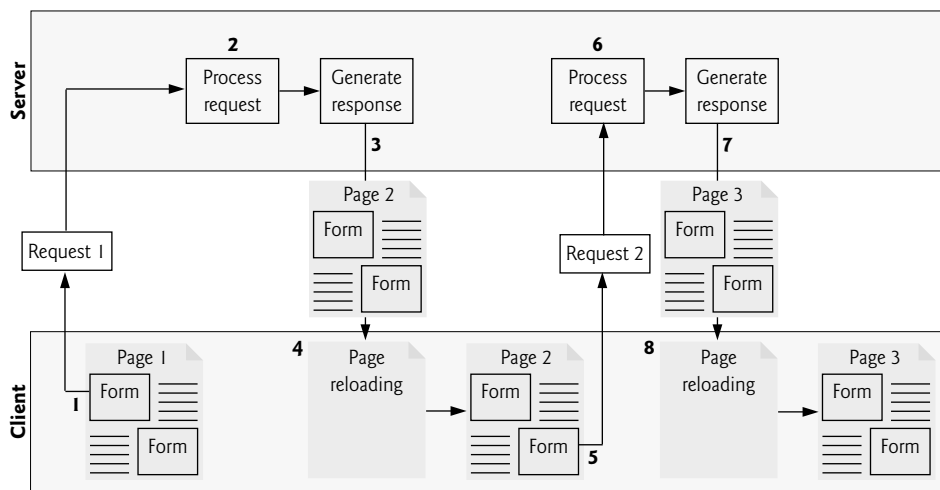 Server
2
Process
request
Generate
response
3
6
Process
request
Generate
response
7
Page 2
Form
Form
Page 3
Form
Form
Request 1
Request 2
Client
Page 1
Form
1
Form
4
Page
reloading
Page 2
Form
Form
5
8
Page
reloading
Page 3
Form
Form